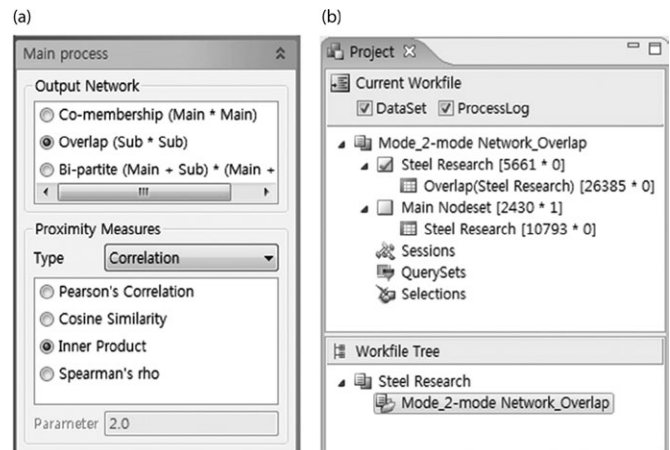 (a)
Main process
Output Network
Co-membership (Main * Main)
Overlap (Sub * Sub)
Bi-partite (Main + Sub) * (Main +
Proximity Measures
Type Correlation
Pearson's Correlation
Cosine Similarity
Inner Product
Spearman's rho
Parameter 2.0
(b)
Project
Current Workfile
DataSet ProcessLog
Mode_2-mode Network_Overlap
Steel Research [5661 * 0]
Overlap(Steel Research) [26385 * 0]
Main Nodeset [2430 * 1]
Steel Research [10793 * 0]
Sessions
QuerySets
Selections
Workfile Tree
Steel Research
Mode_2-mode Network_Overlap